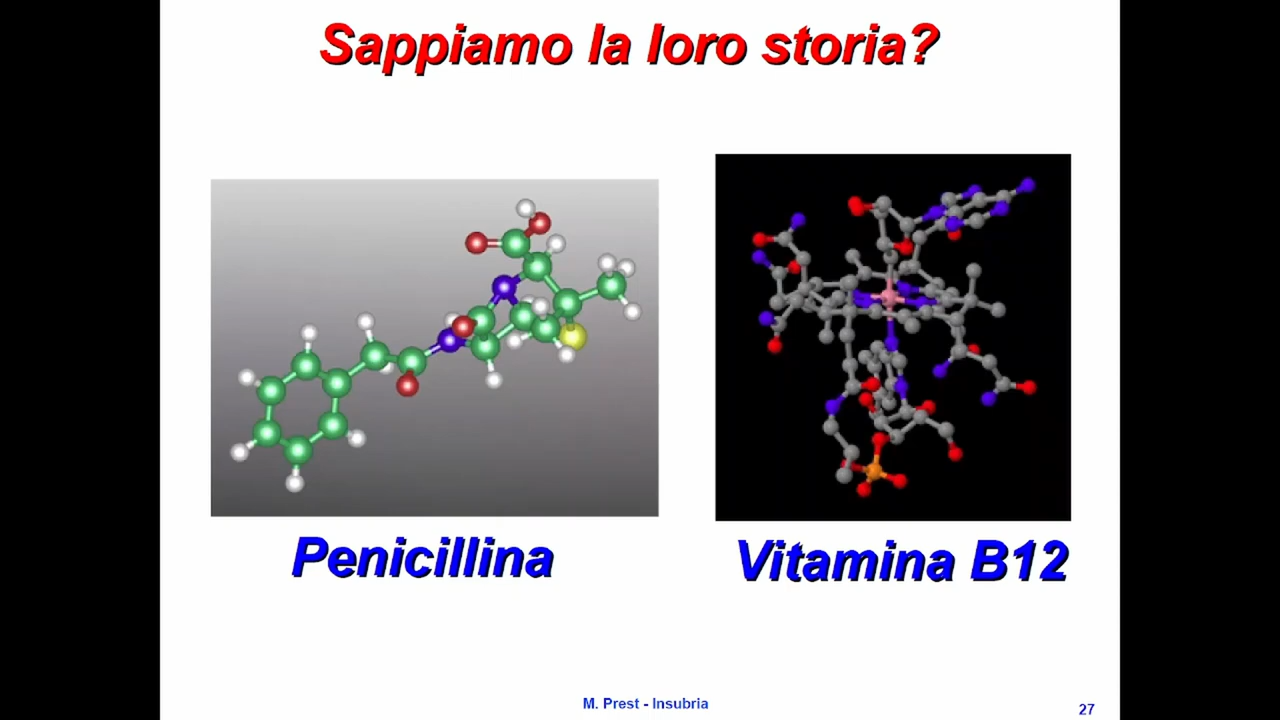 Sappiamo la loro storia?
Penicillina
Vitamina B12
M. Prest - Insubria
27